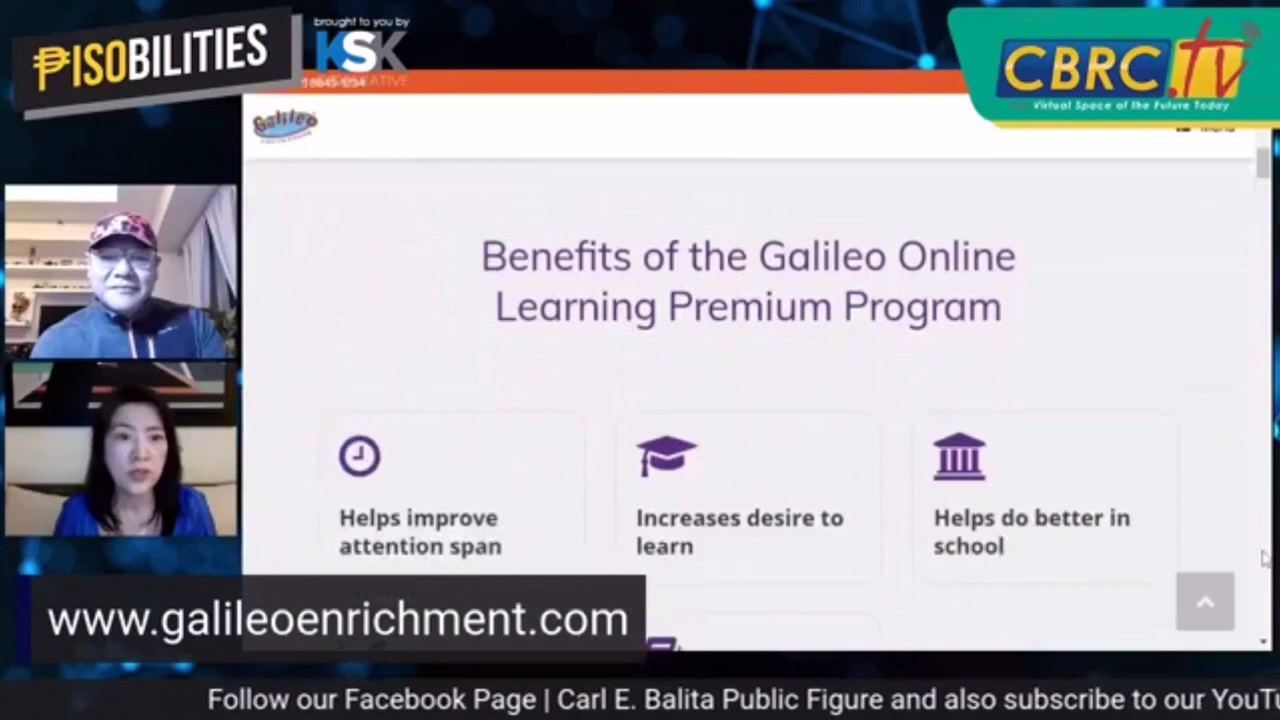 ₱ISOBILITIES
brought to you by
KSK
CBRC.tv
Virtual Space of the Future Today
Galileo
Menu
Benefits of the Galileo Online
Learning Premium Program
Helps improve
attention span
Increases desire to
learn
Helps do better in
school
www.galileoenrichment.com
Follow our Facebook Page | Carl E. Balita Public Figure and also subscribe to our YouTu